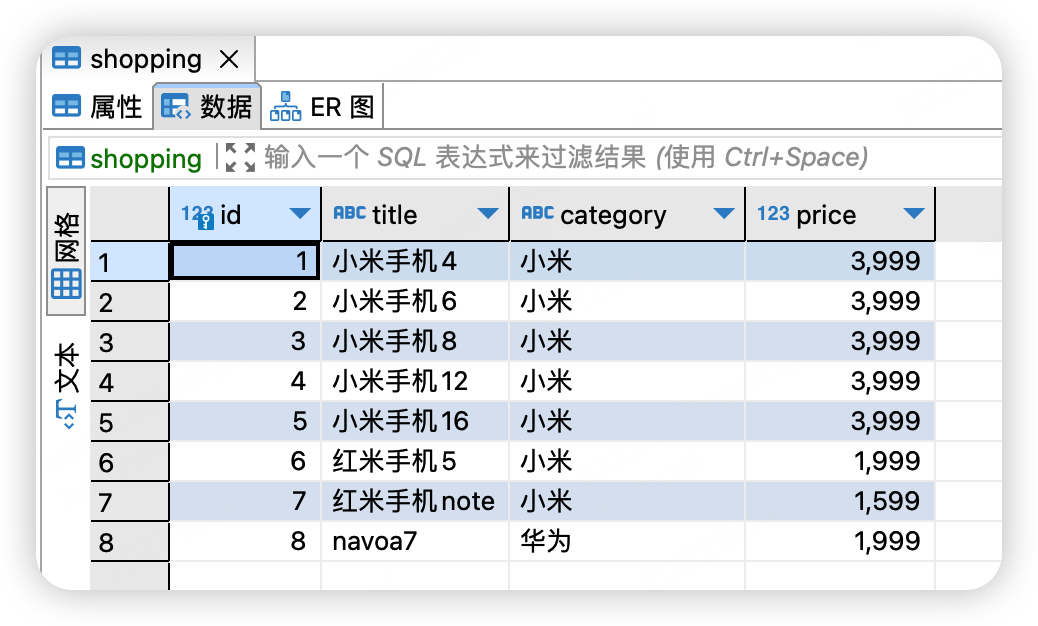 shopping ×
属性 数据 ER 图
shopping 输入一个 SQL 表达式来过滤结果 (使用 Ctrl+Space)
网格
文本
123 id ABC title ABC category 123 price
1 1 小米手机4 小米 3,999
2 2 小米手机6 小米 3,999
3 3 小米手机8 小米 3,999
4 4 小米手机12 小米 3,999
5 5 小米手机16 小米 3,999
6 6 红米手机5 小米 1,999
7 7 红米手机note 小米 1,599
8 8 navoa7 华为 1,999